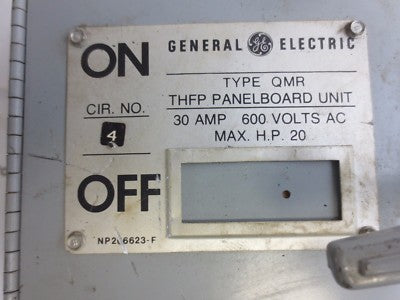 ON
GENERAL GE ELECTRIC
TYPE QMR
THFP PANELBOARD UNIT
CIR. NO.
4
30 AMP 600 VOLTS AC
MAX. H.P. 20
OFF